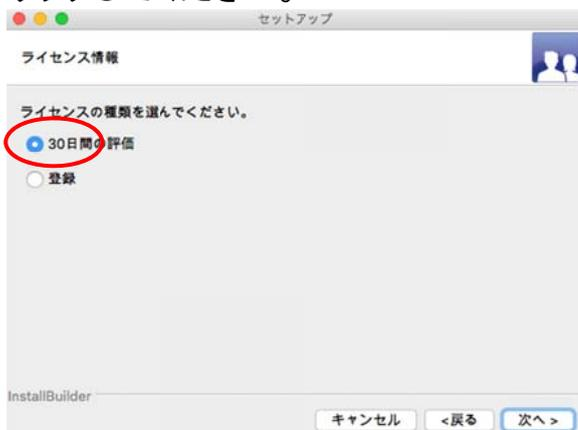 セットアップ
ライセンス情報
ライセンスの種類を選んでください。
30日間の評価
登録
InstallBuilder
キャンセル
<戻る
次へ >